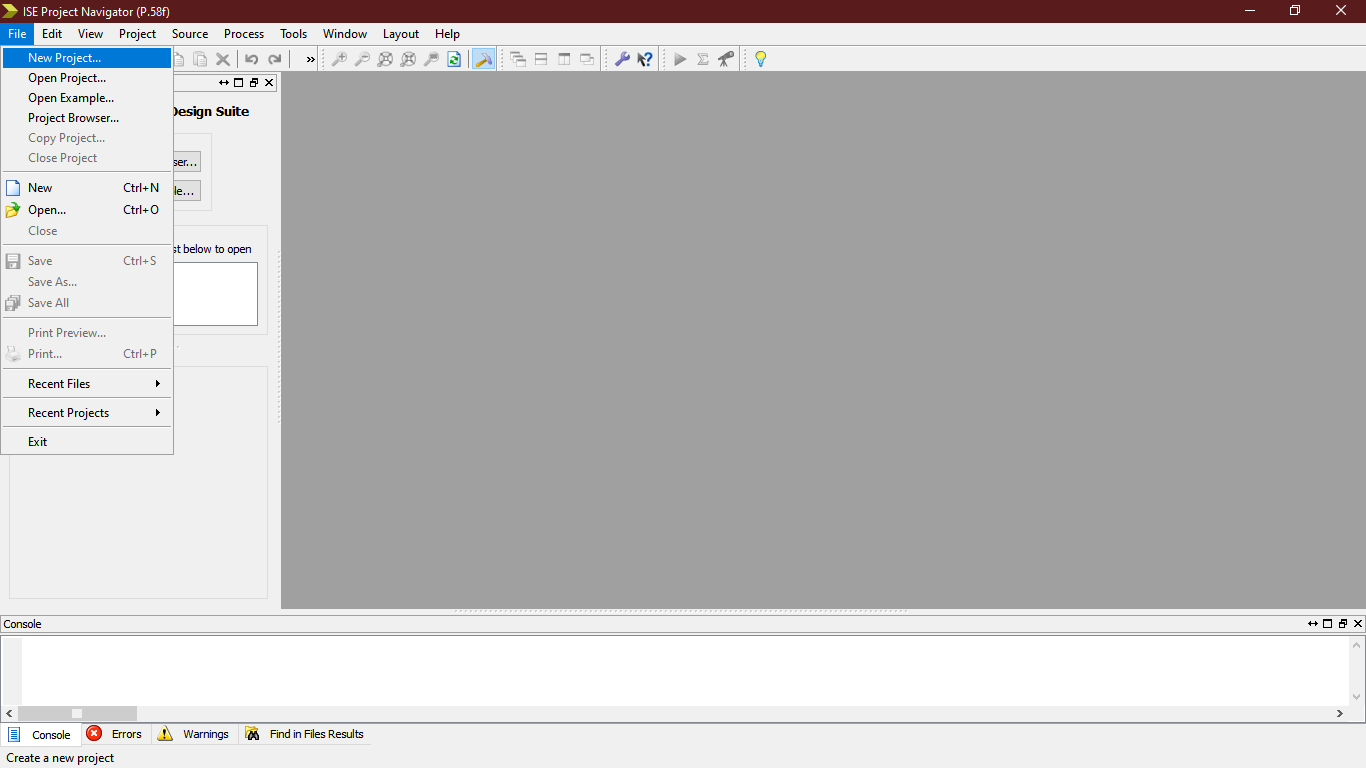 ISE Project Navigator (P.58f)
File Edit View Project Source Process Tools Window Layout Help
New Project...
Open Project...
Open Example...
Project Browser...
Copy Project...
Close Project
New Ctrl+N
Open... Ctrl+O
Close
Save Ctrl+S
Save As...
Save All
Print Preview...
Print... Ctrl+P
Recent Files
Recent Projects
Exit
Design Suite
ser...
le...
st below to open
Console
Console Errors Warnings Find in Files Results
Create a new project